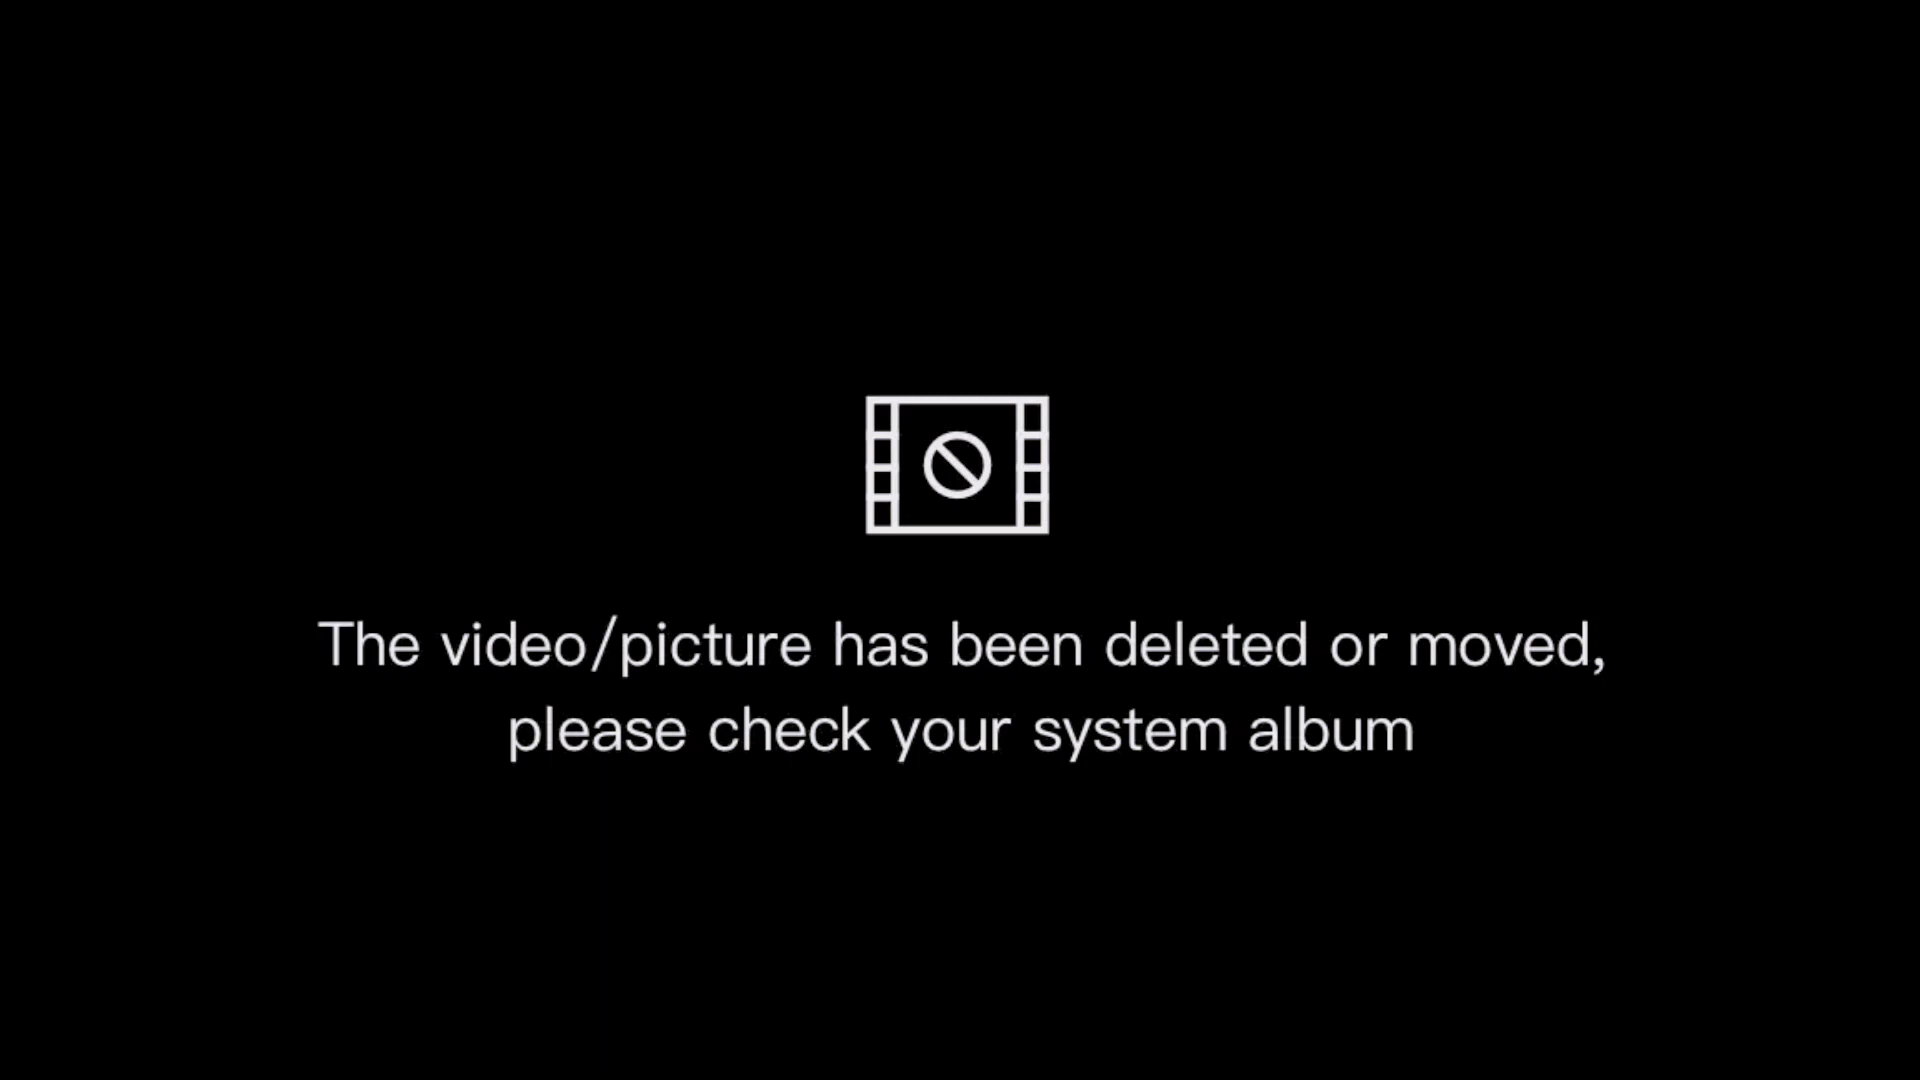 The video/picture has been deleted or moved,
please check your system album